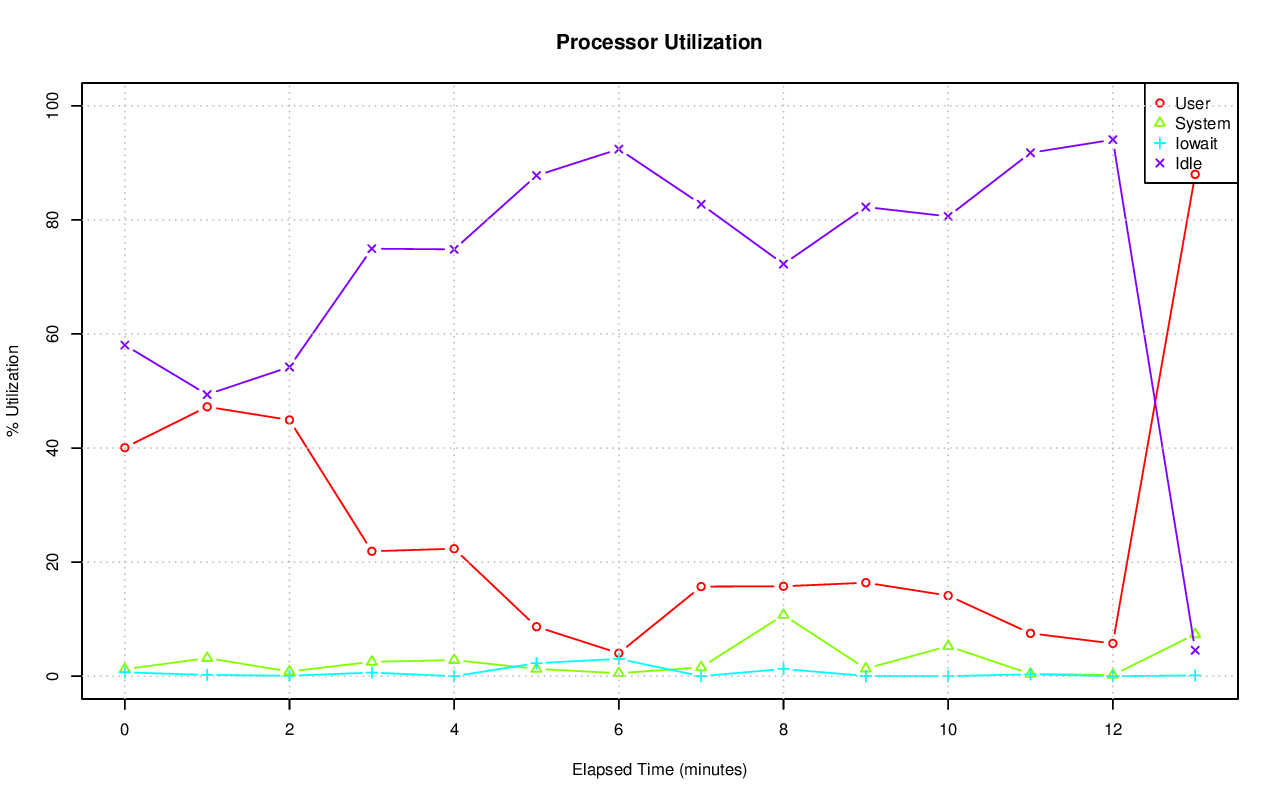 Processor Utilization
User
System
Iowait
Idle
% Utilization
100
80
60
40
20
0
0 2 4 6 8 10 12
Elapsed Time (minutes)